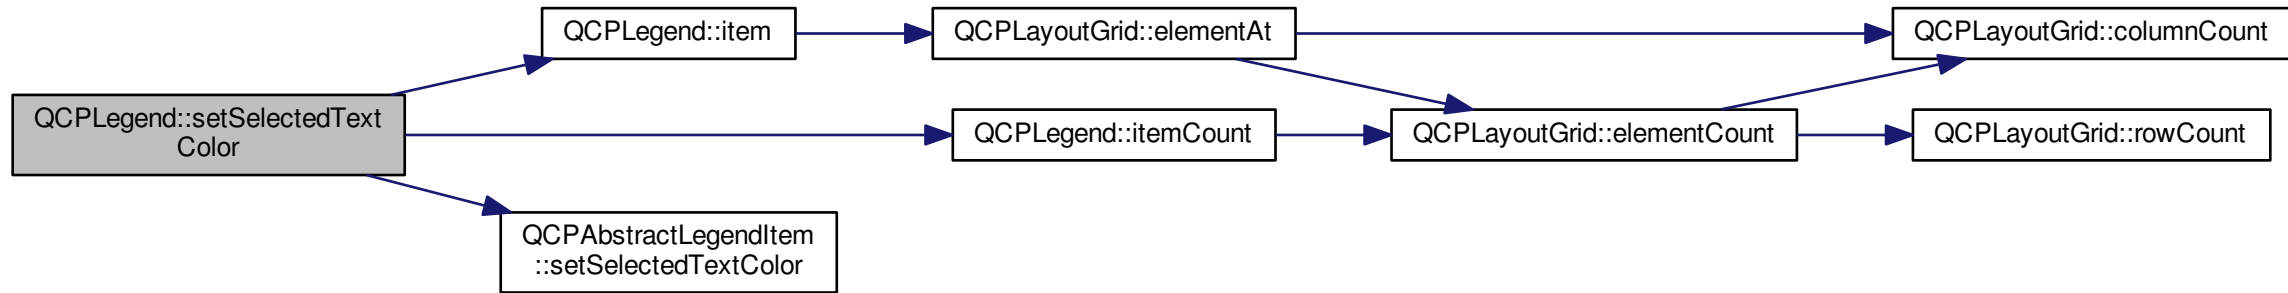 QCPLegend::setSelectedText
Color
QCPLegend::item
QCPLegend::itemCount
QCPAbstractLegendItem
::setSelectedTextColor
QCPLayoutGrid::elementAt
QCPLayoutGrid::elementCount
QCPLayoutGrid::columnCount
QCPLayoutGrid::rowCount